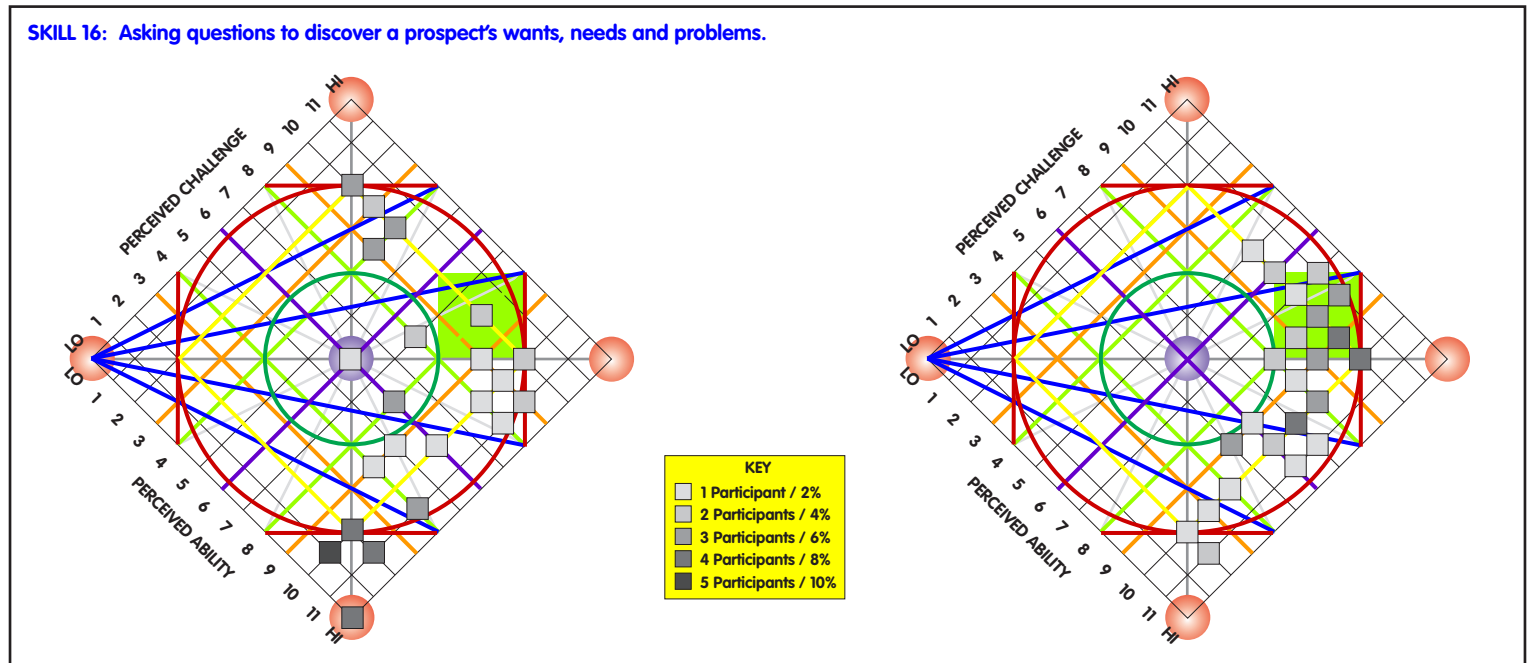 SKILL 16: Asking questions to discover a prospect's wants, needs and problems.
PERCEIVED CHALLENGE
LO 1 2 3 4 5 6 7 8 9 10 11 HI
PERCEIVED ABILITY
LO 1 2 3 4 5 6 7 8 9 10 11 HI
KEY
1 Participant / 2%
2 Participants / 4%
3 Participants / 6%
4 Participants / 8%
5 Participants / 10%
PERCEIVED CHALLENGE
LO 1 2 3 4 5 6 7 8 9 10 11 HI
PERCEIVED ABILITY
LO 1 2 3 4 5 6 7 8 9 10 11 HI